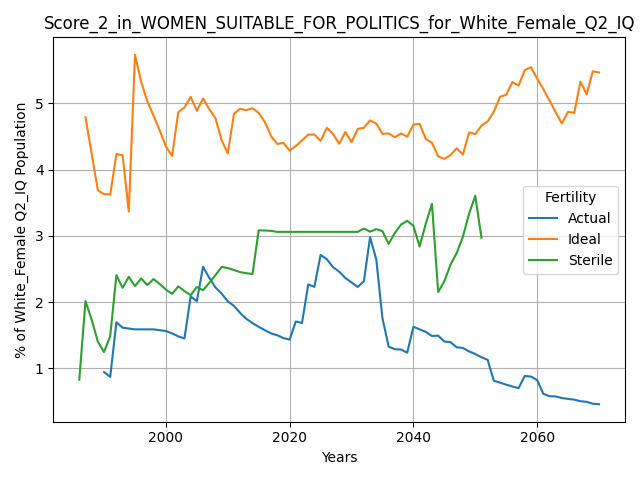 Score_2_in_WOMEN_SUITABLE_FOR_POLITICS_for_White_Female_Q2_IQ
% of White_Female Q2_IQ Population
5
4
3
2
1
Fertility
Actual
Ideal
Sterile
2000
2020
2040
2060
Years